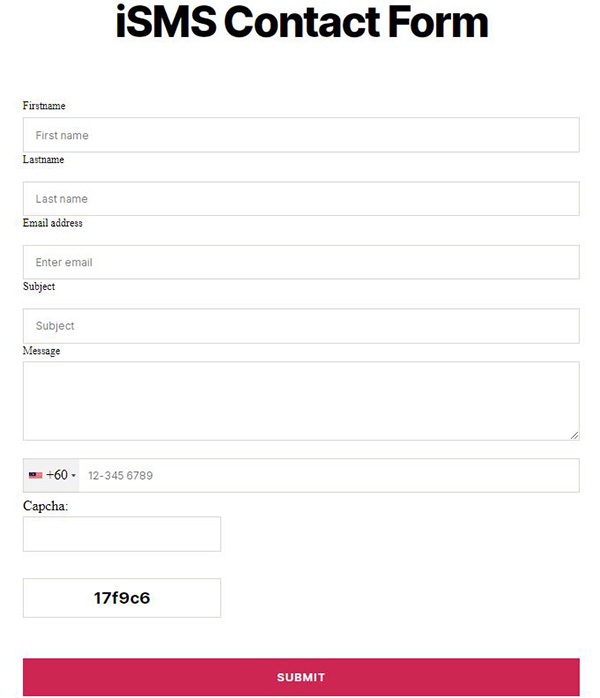 iSMS Contact Form
Firstname
First name
Lastname
Last name
Email address
Enter email
Subject
Subject
Message
+60 12-345 6789
Capcha:
17f9c6
SUBMIT